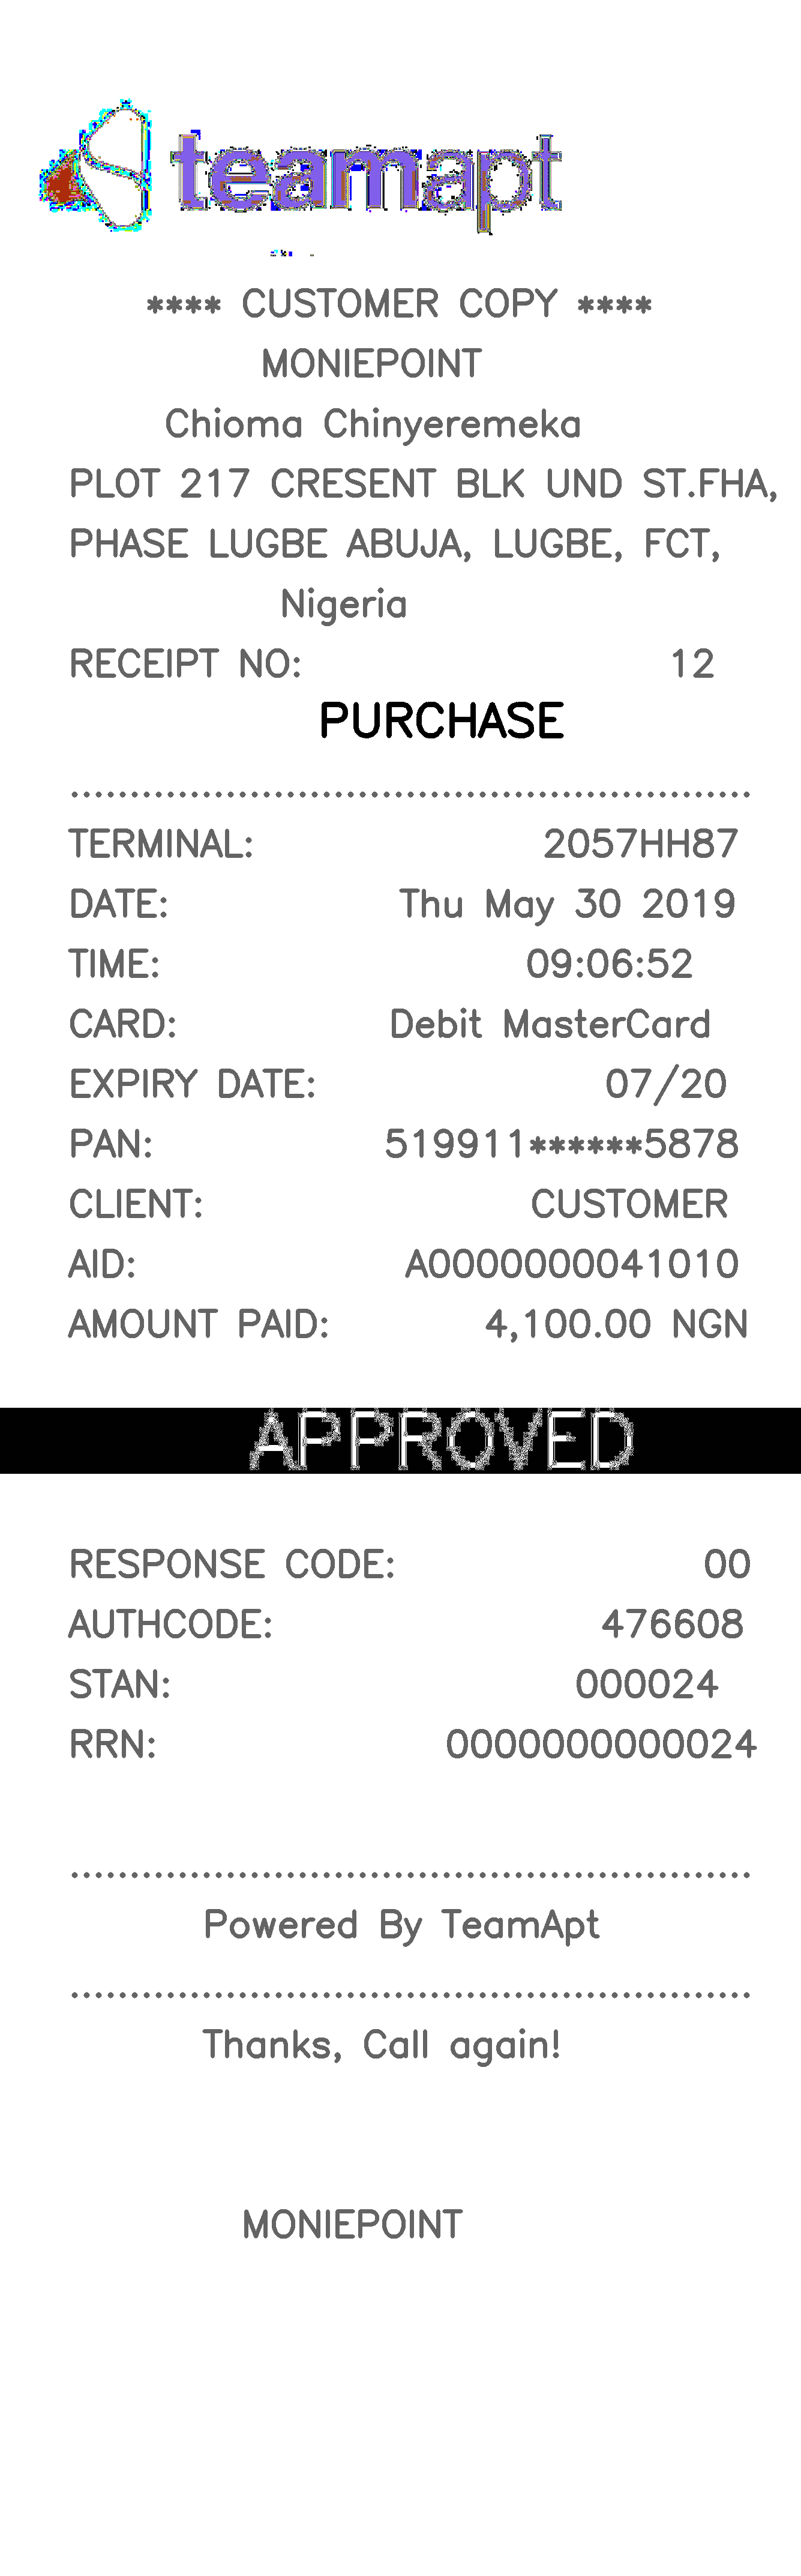 teamapt
**** CUSTOMER COPY ****
MONIEPOINT
Chioma Chinyeremeka
PLOT 217 CRESENT BLK UND ST.FHA,
PHASE LUGBE ABUJA, LUGBE, FCT,
Nigeria
RECEIPT NO: 12
PURCHASE
.........................................................
TERMINAL: 2057HH87
DATE: Thu May 30 2019
TIME: 09:06:52
CARD: Debit MasterCard
EXPIRY DATE: 07/20
PAN: 519911******5878
CLIENT: CUSTOMER
AID: A0000000041010
AMOUNT PAID: 4,100.00 NGN
APPROVED
RESPONSE CODE: 00
AUTHCODE: 476608
STAN: 000024
RRN: 0000000000024
.........................................................
Powered By TeamApt
.........................................................
Thanks, Call again!
MONIEPOINT